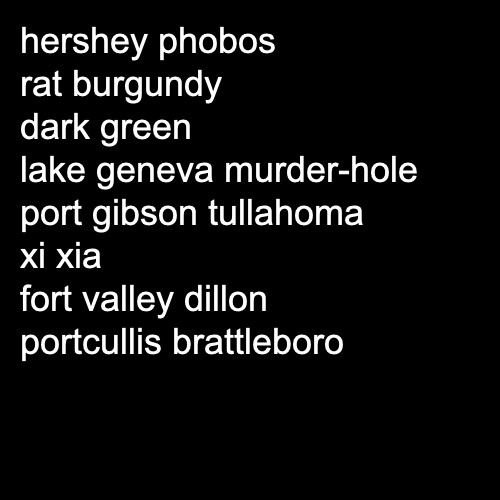 hershey phobos
rat burgundy
dark green
lake geneva murder-hole
port gibson tullahoma
xi xia
fort valley dillon
portcullis brattleboro